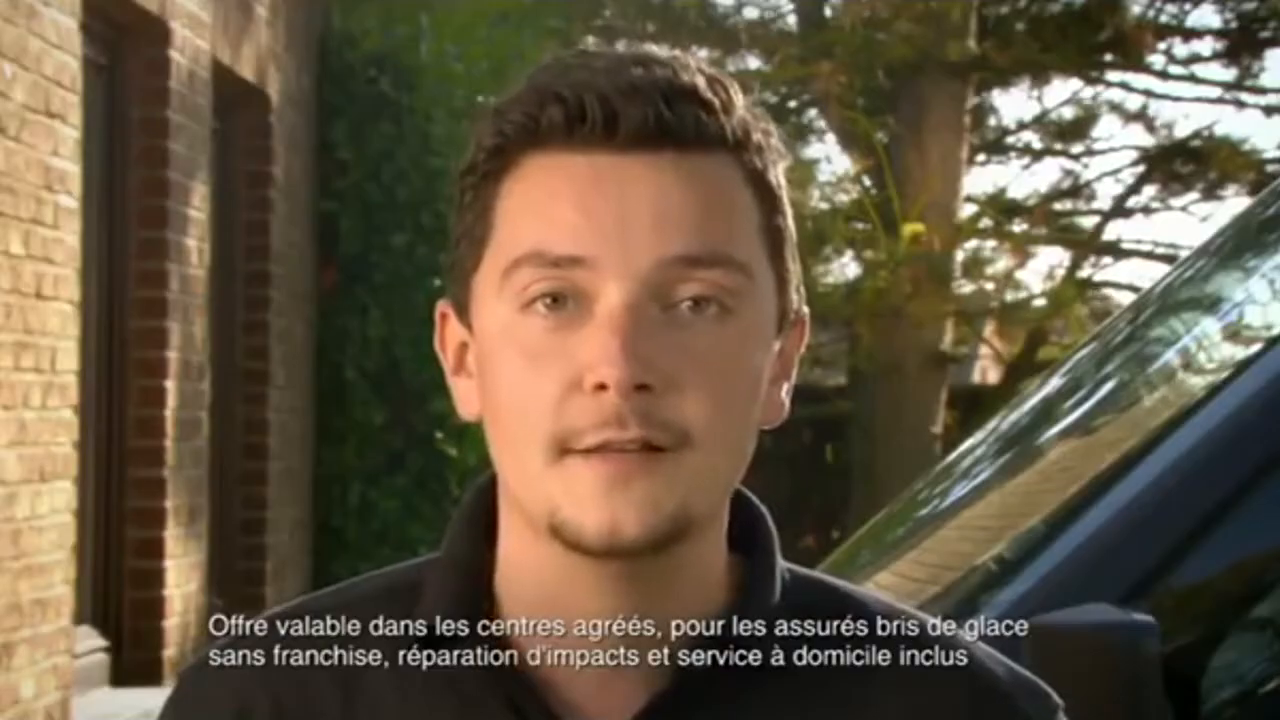 Offre valable dans les centres agréés, pour les assurés bris de glace
sans franchise, réparation d'impacts et service à domicile inclus